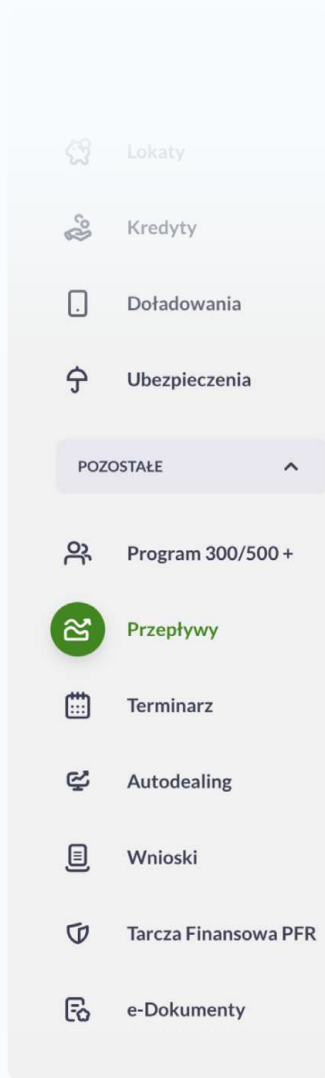 Lokaty
Kredyty
Doładowania
Ubezpieczenia
POZOSTAŁE
Program 300/500 +
Przepływy
Terminarz
Autodealing
Wnioski
Tarcza Finansowa PFR
e-Dokumenty